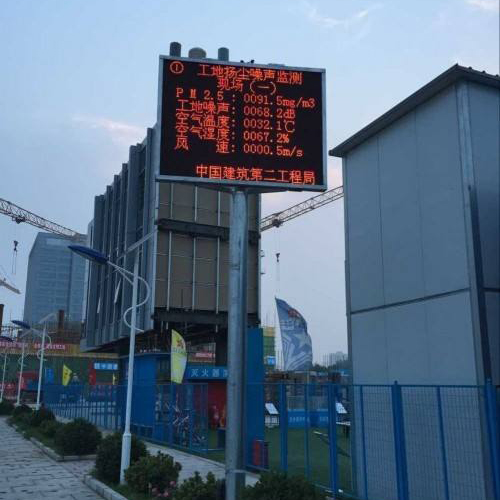 ① 工地扬尘噪声监测
现场(一)
PM2.5:0091.5mg/m3
工地噪声:0068.2dB
空气温度:0032.1℃
空气湿度:0067.2%
风 速:0000.5m/s
中国建筑第二工程局
灭火器